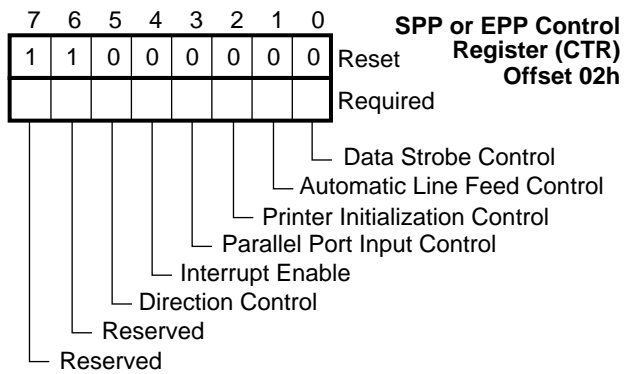 7 6 5 4 3 2 1 0
SPP or EPP Control
Register (CTR)
Offset 02h
1 1 0 0 0 0 0 0 Reset
Required
Data Strobe Control
Automatic Line Feed Control
Printer Initialization Control
Parallel Port Input Control
Interrupt Enable
Direction Control
Reserved
Reserved